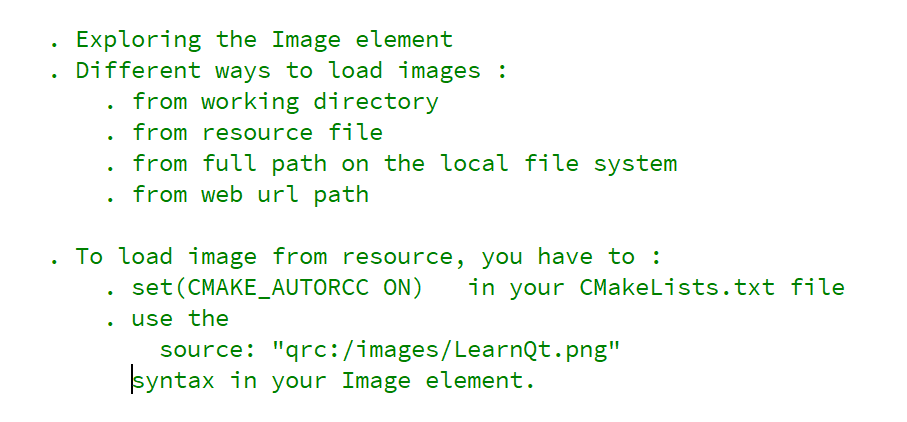 . Exploring the Image element
. Different ways to load images :
. from working directory
. from resource file
. from full path on the local file system
. from web url path
. To load image from resource, you have to :
. set(CMAKE_AUTORCC ON)   in your CMakeLists.txt file
. use the
source: "qrc:/images/LearnQt.png"
syntax in your Image element.